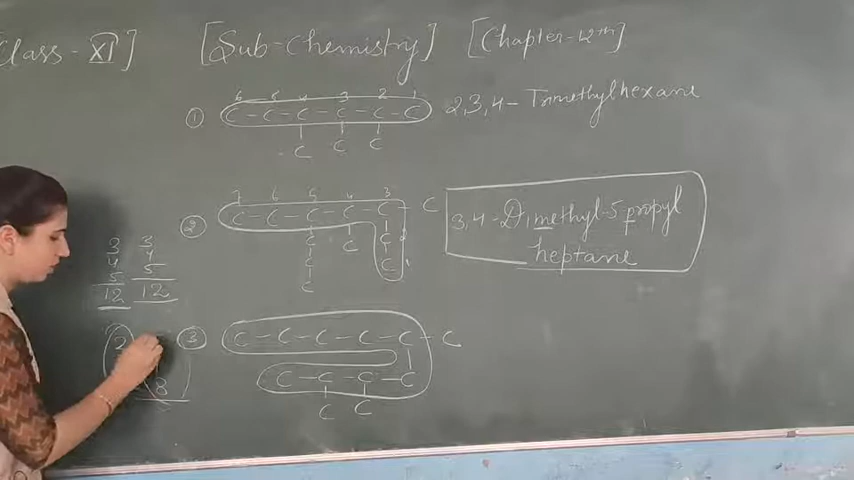 Class - XI] [Sub-Chemistry] [Chapter-12th]
6 5 4 3 2 1
① C - C - C - C - C - C 2,3,4- Trimethylhexane
C C C
7 6 5 4 3
② C - C - C - C - C - C 3,4-Dimethyl-5 propyl
C C C 2
heptane
C C 1
C
3 3
4 4
5 5
12 12
③ C - C - C - C - C - C
2
8
C - C - C - C
C C